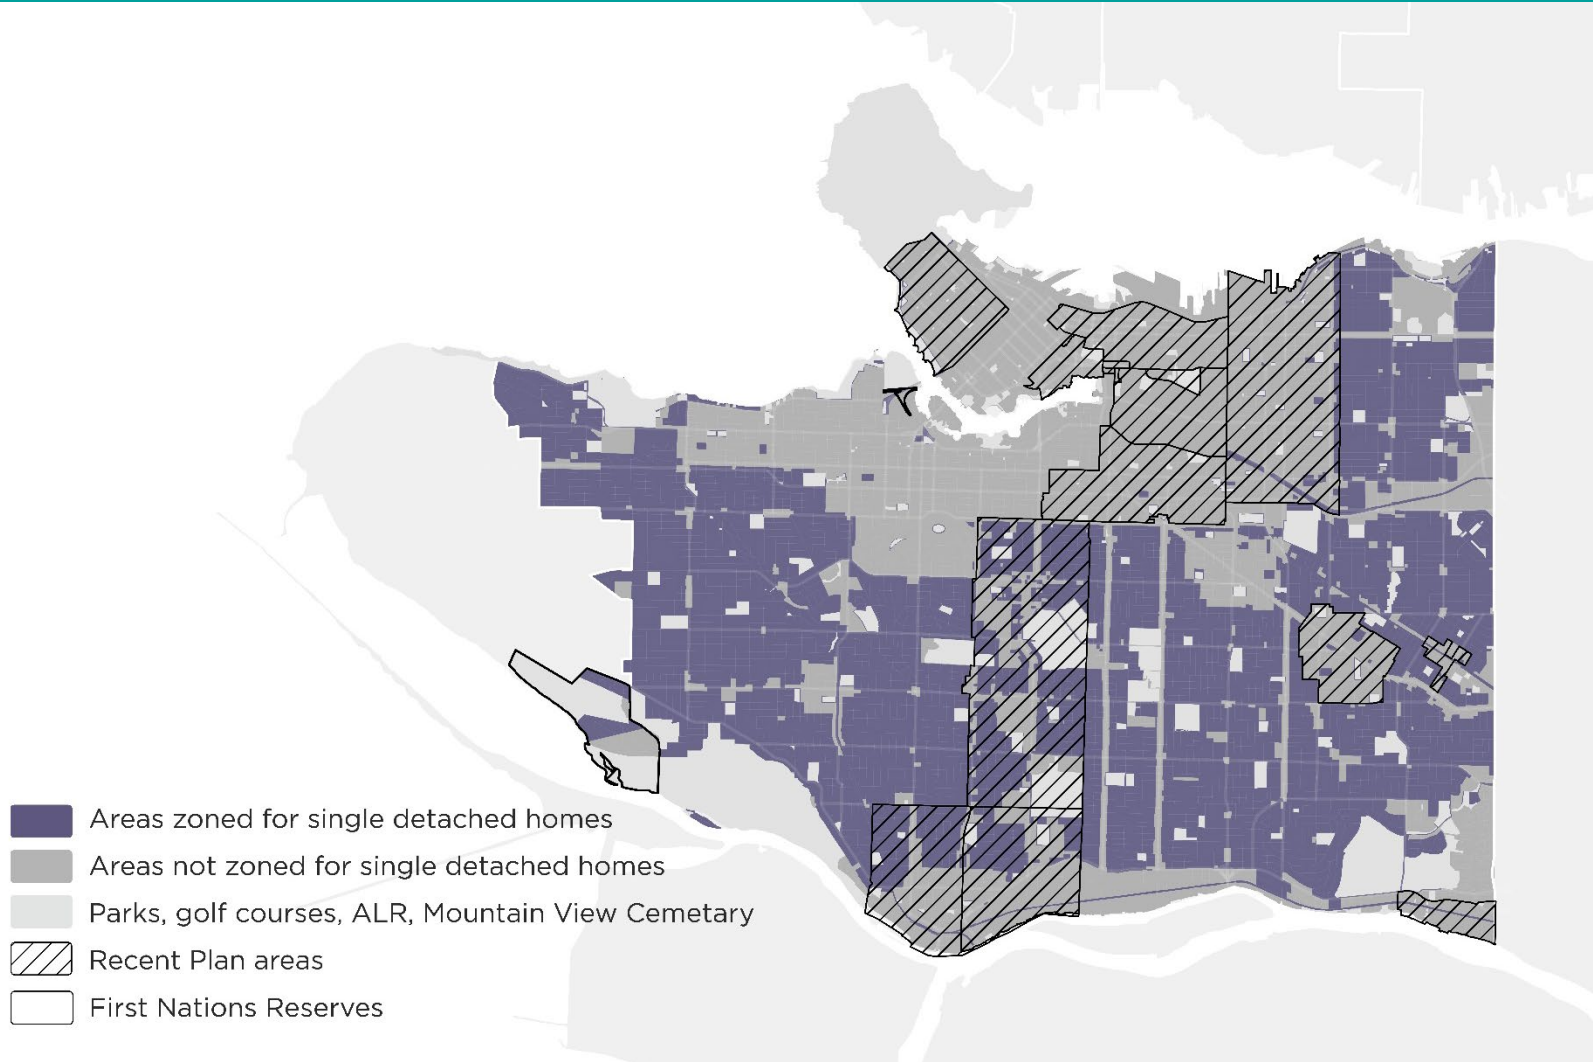 Areas zoned for single detached homes
Areas not zoned for single detached homes
Parks, golf courses, ALR, Mountain View Cemetary
Recent Plan areas
First Nations Reserves